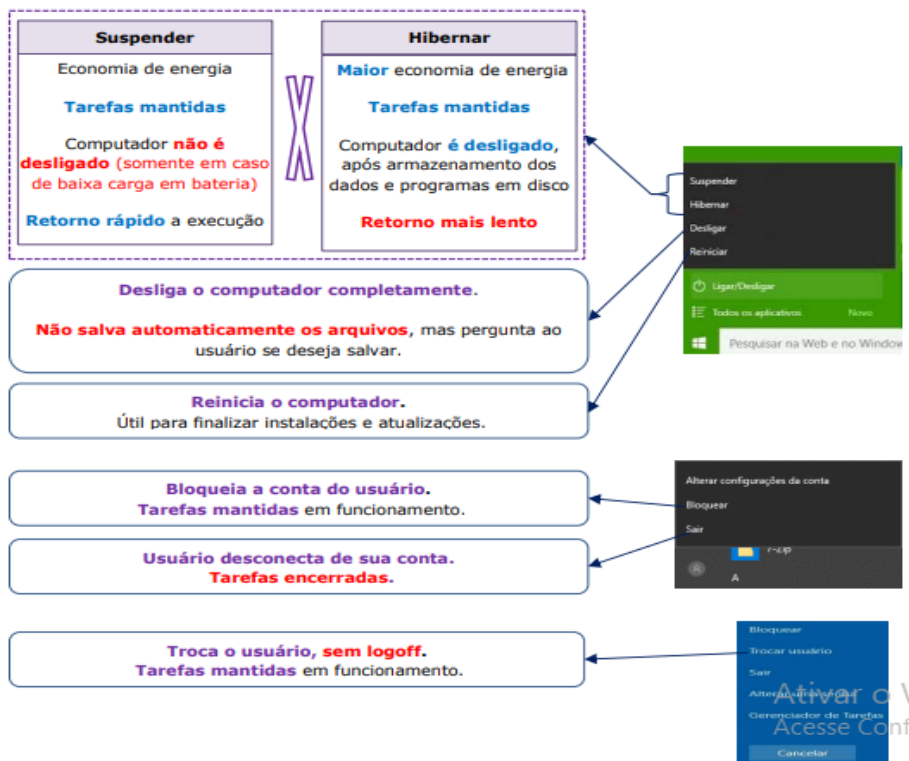 Suspender
Economia de energia
Tarefas mantidas
Computador não é
desligado (somente em caso
de baixa carga em bateria)
Retorno rápido a execução
X
Hibernar
Maior economia de energia
Tarefas mantidas
Computador é desligado,
após armazenamento dos
dados e programas em disco
Retorno mais lento
Suspender
Hibernar
Desligar
Reiniciar
Ligar/Desligar
Todos os aplicativos Novo
Pesquisar na Web e no Window
Desliga o computador completamente.
Não salva automaticamente os arquivos, mas pergunta ao
usuário se deseja salvar.
Reinicia o computador.
Útil para finalizar instalações e atualizações.
Alterar configurações da conta
Bloquear
Sair
7-Zip
A
Bloqueia a conta do usuário.
Tarefas mantidas em funcionamento.
Usuário desconecta de sua conta.
Tarefas encerradas.
Troca o usuário, sem logoff.
Tarefas mantidas em funcionamento.
Bloquear
Trocar usuário
Sair
Alterar uma senha
Gerenciador de Tarefas
Cancelar
Ativar o
Acesse Conf